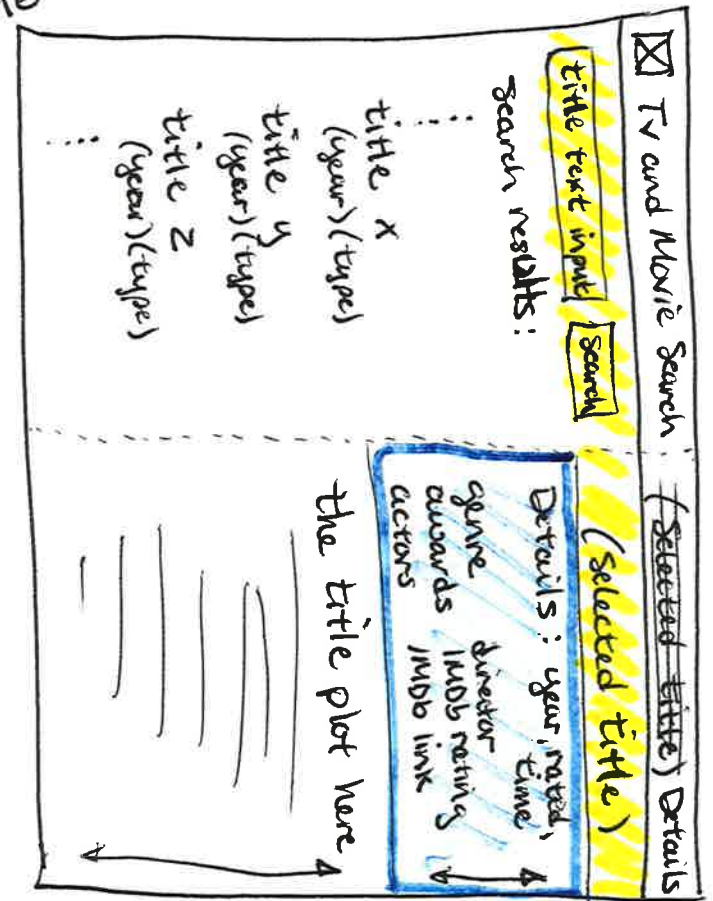 TV and Movie Search
(Selected title) Details
title text input
Search
(Selected title)
search results:
title x
(year)(type)
title y
(year)(type)
title z
(year)(type)
Details: year, rated,
time
genre
director
awards
IMDb rating
actors
IMDb link
the title plot here